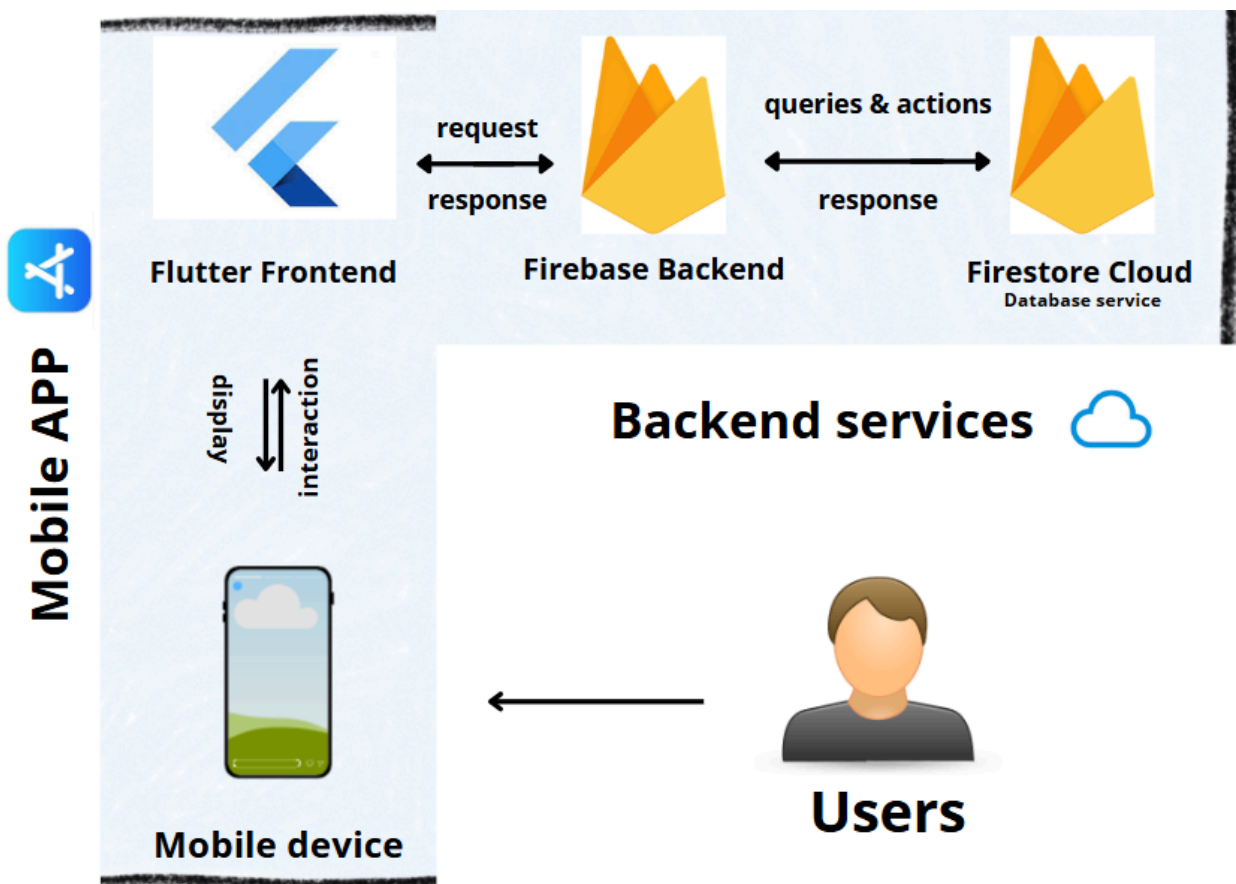 request
response
queries & actions
response
Flutter Frontend
Firebase Backend
Firestore Cloud
Database service
Mobile APP
display
interaction
Backend services
Mobile device
Users